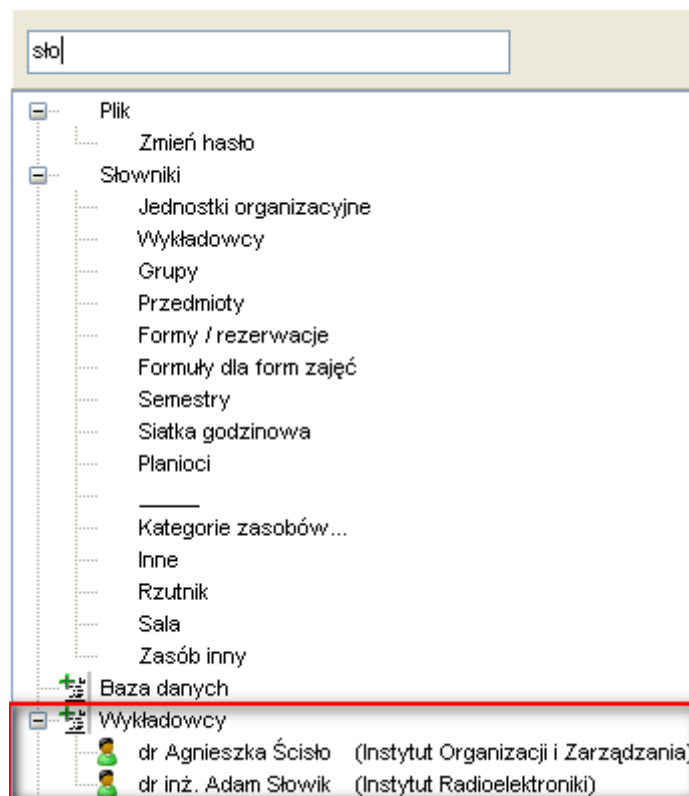 sło
Plik
Zmień hasło
Słowniki
Jednostki organizacyjne
Wykładowcy
Grupy
Przedmioty
Formy / rezerwacje
Formuły dla form zajęć
Semestry
Siatka godzinowa
Planioci
_____
Kategorie zasobów...
Inne
Rzutnik
Sala
Zasób inny
Baza danych
Wykładowcy
dr Agnieszka Ścisło (Instytut Organizacji i Zarządzania)
dr inż. Adam Słowik (Instytut Radioelektroniki)